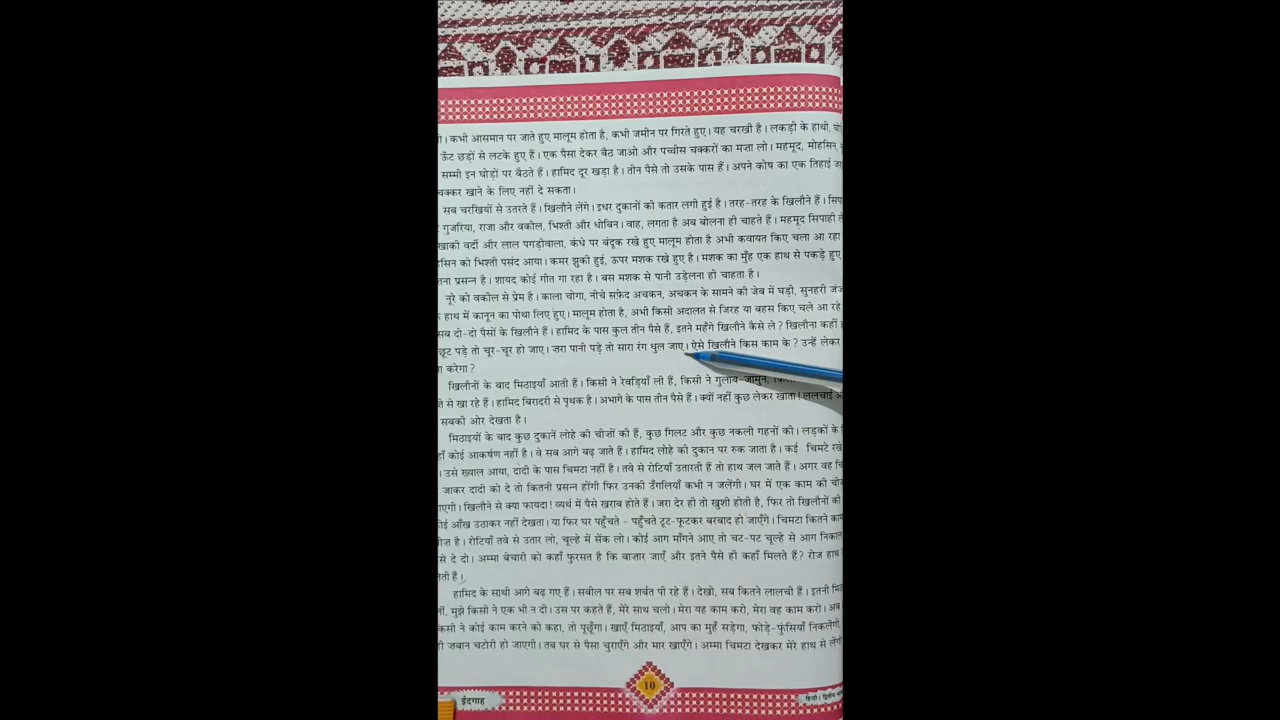 । कभी आसमान पर जाते हुए मालूम होता है, कभी जमीन पर गिरते हुए। यह चरखी है। लकड़ी के हाथी,
ऊँट छड़ों से लटके हुए हैं। एक पैसा देकर बैठ जाओ और पच्चीस चक्करों का मज़ा लो। महमूद, मोहसिन,
सम्मी इन घोड़ों पर बैठते हैं। हामिद दूर खड़ा है। तीन पैसे तो उसके पास हैं। अपने कोष का एक तिहाई
चक्कर खाने के लिए नहीं दे सकता।
सब चरखियों से उतरते हैं। खिलौने लेंगे। इधर दुकानों की कतार लगी हुई है। तरह-तरह के खिलौने हैं।
गुजरिया, राजा और वकील, भिश्ती और धोबिन। वाह, लगता है अब बोलना ही चाहते हैं। महमूद सिपाही
खाकी वर्दी और लाल पगड़ीवाला, कंधे पर बंदूक रखे हुए मालूम होता है अभी कवायत किए चला आ रहा
को भिश्ती पसंद आया। कमर झुकी हुई, ऊपर मशक रखे हुए है। मशक का मुँह एक हाथ से पकड़े हुए
प्रसन्न है। शायद कोई गीत गा रहा है। बस मशक से पानी उड़ेलना ही चाहता है।
नूरे को वकील से प्रेम है। काला चोगा, नीचे सफ़ेद अचकन, अचकन के सामने की जेब में घड़ी, सुनहरी
हाथ में कानून का पोथा लिए हुए। मालूम होता है, अभी किसी अदालत से जिरह या बहस किए चले आ रहे
सब दो-दो पैसों के खिलौने हैं। हामिद के पास कुल तीन पैसे हैं, इतने महँगे खिलौने कैसे ले? खिलौना कहीं
छूट पड़े तो चूर-चूर हो जाए। ज़रा पानी पड़े तो सारा रंग धुल जाए। ऐसे खिलौने किस काम के? उन्हें लेकर
करेगा?
खिलौनों के बाद मिठाइयाँ आती हैं। किसी ने रेवड़ियाँ ली हैं, किसी ने गुलाब-जामुन,
से खा रहे हैं। हामिद बिरादरी से पृथक है। अभागे के पास तीन पैसे हैं। क्यों नहीं कुछ लेकर खाता! ललचाई
सबकी ओर देखता है।
मिठाइयों के बाद कुछ दुकानें लोहे की चीज़ों की हैं, कुछ गिलट और कुछ नकली गहनों की। लड़कों के
कोई आकर्षण नहीं है। वे सब आगे बढ़ जाते हैं। हामिद लोहे की दुकान पर रुक जाता है। कई चिमटे रखे
। उसे ख्याल आया, दादी के पास चिमटा नहीं है। तवे से रोटियाँ उतारती हैं तो हाथ जल जाते हैं। अगर वह
जाकर दादी को दे तो कितनी प्रसन्न होंगी फिर उनकी उँगलियाँ कभी न जलेंगी। घर में एक काम की
। खिलौने से क्या फायदा! व्यर्थ में पैसे खराब होते हैं। जरा देर ही तो खुशी होती है, फिर तो खिलौनों की
आँख उठाकर नहीं देखता। या फिर घर पहुँचते - पहुँचते टूट-फूटकर बरबाद हो जाएँगे। चिमटा कितने
है। रोटियाँ तवे से उतार लो, चूल्हे में सेंक लो। कोई आग माँगने आए तो चट-पट चूल्हे से आग
दे दो। अम्मा बेचारी को कहाँ फुरसत है कि बाज़ार जाएँ और इतने पैसे ही कहाँ मिलते हैं? रोज हाथ
हैं।
हामिद के साथी आगे बढ़ गए हैं। सबील पर सब शर्बत पी रहे हैं। देखो, सब कितने लालची हैं। इतनी
मुझे किसी ने एक भी न दी। उस पर कहते हैं, मेरे साथ चलो। मेरा यह काम करो, मेरा वह काम करो। अब
किसी ने कोई काम करने को कहा, तो पूछूँगा। खाएँ मिठाइयाँ, आप का मुहँ सड़ेगा, फोड़े-फुंसियाँ निकलेंगी,
ही ज़बान चटोरी हो जाएगी। तब घर से पैसा चुराएँगे और मार खाएँगे। अम्मा चिमटा देखकर मेरे हाथ से
10
ईदगाह